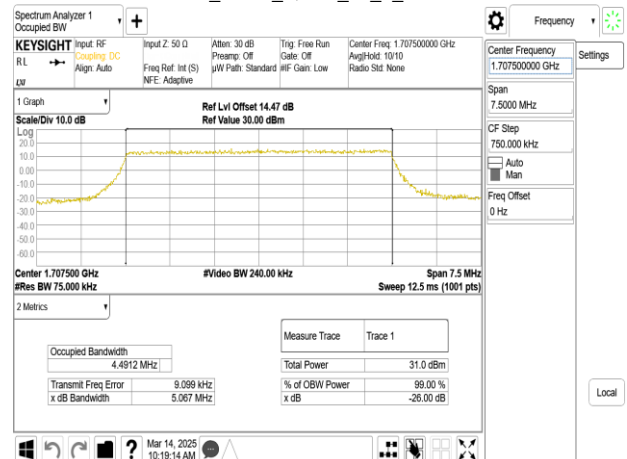 Spectrum Analyzer 1
Occupied BW
Frequency
KEYSIGHT
RL
Input: RF
Coupling: DC
Align: Auto
Input Z: 50 Ω
Freq Ref: Int (S)
NFE: Adaptive
Atten: 30 dB
Preamp: Off
µW Path: Standard
Trig: Free Run
Gate: Off
#IF Gain: Low
Center Freq: 1.707500000 GHz
Avg|Hold: 10/10
Radio Std: None
Center Frequency
1.707500000 GHz
Settings
Span
7.5000 MHz
CF Step
750.000 kHz
Auto
Man
Freq Offset
0 Hz
1 Graph
Scale/Div 10.0 dB
Ref Lvl Offset 14.47 dB
Ref Value 30.00 dBm
Log
20.0
10.0
0.00
-10.0
-20.0
-30.0
-40.0
-50.0
-60.0
Center 1.707500 GHz
#Video BW 240.00 kHz
Span 7.5 MHz
#Res BW 75.000 kHz
Sweep 12.5 ms (1001 pts)
2 Metrics
Measure Trace
Trace 1
Occupied Bandwidth
4.4912 MHz
Total Power
31.0 dBm
Transmit Freq Error
9.099 kHz
% of OBW Power
99.00 %
x dB Bandwidth
5.067 MHz
x dB
-26.00 dB
Local
?
Mar 14, 2025
10:19:14 AM